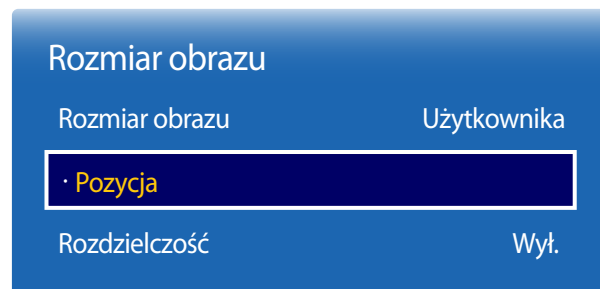 Rozmiar obrazu
Rozmiar obrazu Użytkownika
· Pozycja
Rozdzielczość Wył.